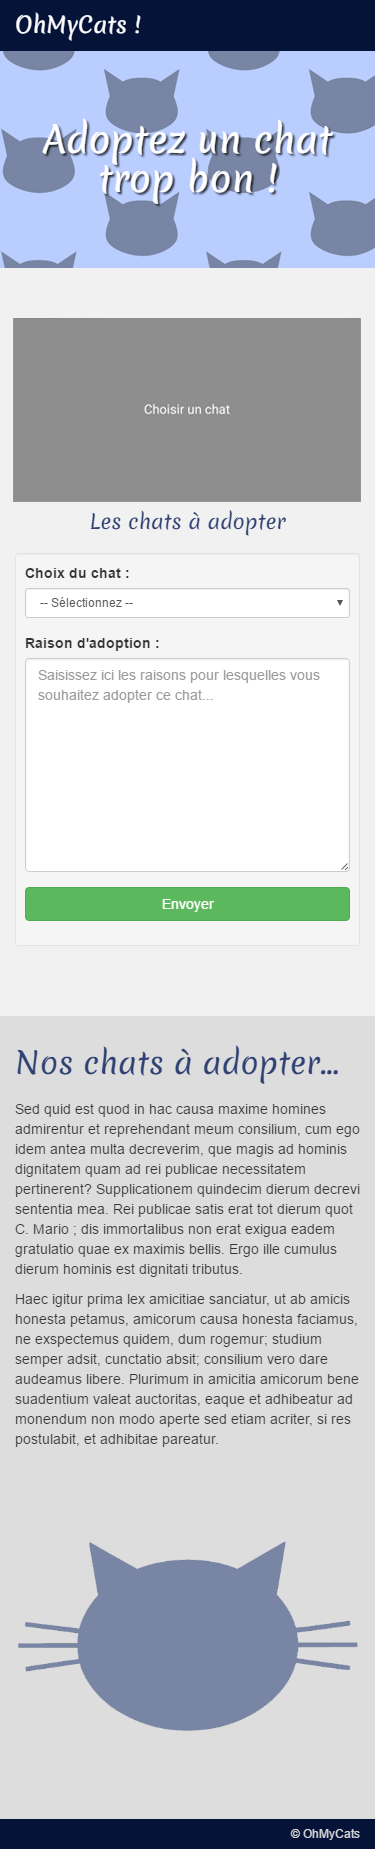 OhMyCats !
Adoptez un chat
trop bon !
Choisir un chat
Les chats à adopter
Choix du chat :
-- Sélectionnez --
Raison d'adoption :
Saisissez ici les raisons pour lesquelles vous
souhaitez adopter ce chat...
Envoyer
Nos chats à adopter...
Sed quid est quod in hac causa maxime homines
admirentur et reprehendant meum consilium, cum ego
idem antea multa decreverim, que magis ad hominis
dignitatem quam ad rei publicae necessitatem
pertinerent? Supplicationem quindecim dierum decrevi
sententia mea. Rei publicae satis erat tot dierum quot
C. Mario ; dis immortalibus non erat exigua eadem
gratulatio quae ex maximis bellis. Ergo ille cumulus
dierum hominis est dignitati tributus.
Haec igitur prima lex amicitiae sanciatur, ut ab amicis
honesta petamus, amicorum causa honesta faciamus,
ne exspectemus quidem, dum rogemur; studium
semper adsit, cunctatio absit; consilium vero dare
audeamus libere. Plurimum in amicitia amicorum bene
suadentium valeat auctoritas, eaque et adhibeatur ad
monendum non modo aperte sed etiam acriter, si res
postulabit, et adhibitae pareatur.
© OhMyCats